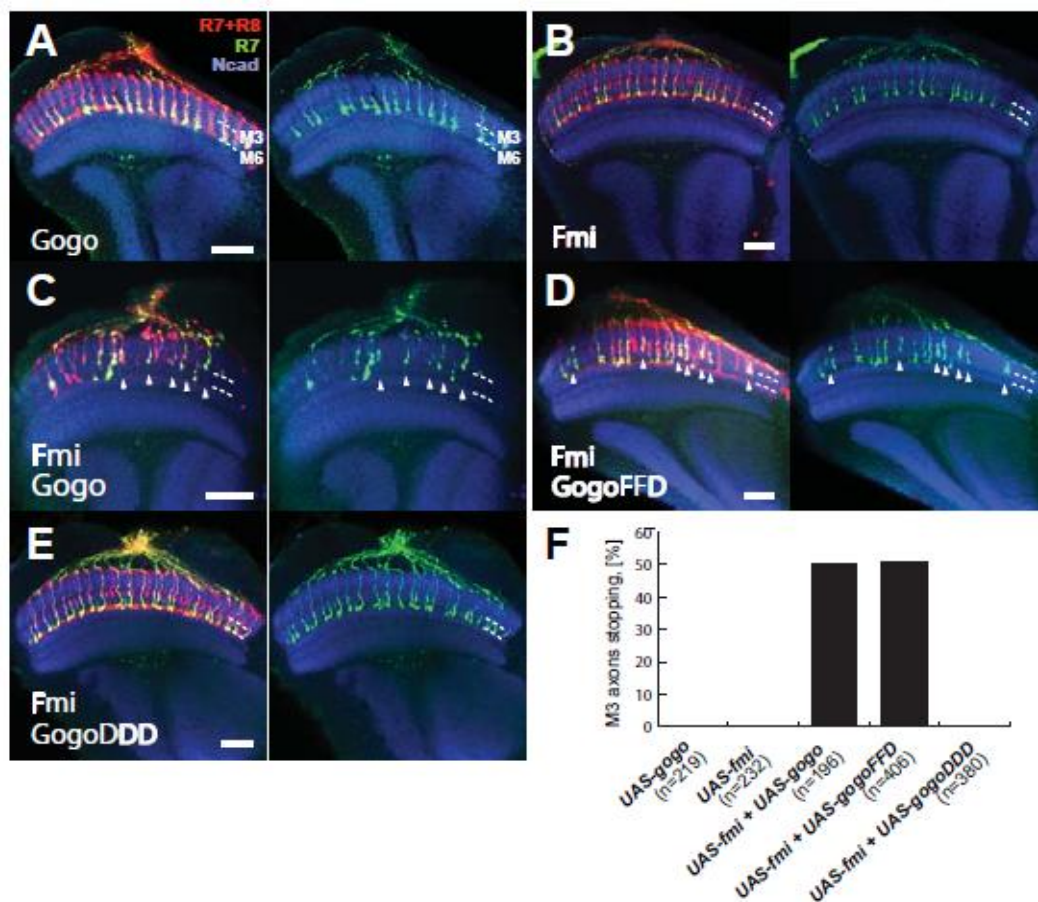 A
R7+R8
R7
Ncad
M3
M6
M3
M6
Gogo
B
Fmi
C
Fmi
Gogo
D
Fmi
GogoFFD
E
Fmi
GogoDDD
F
M3 axons stopping, [%]
60
50
40
30
20
10
0
UAS-gogo
(n=219)
UAS-fmi
(n=232)
UAS-fmi + UAS-gogo
(n=196)
UAS-fmi + UAS-gogoFFD
(n=406)
UAS-fmi + UAS-gogoDDD
(n=380)